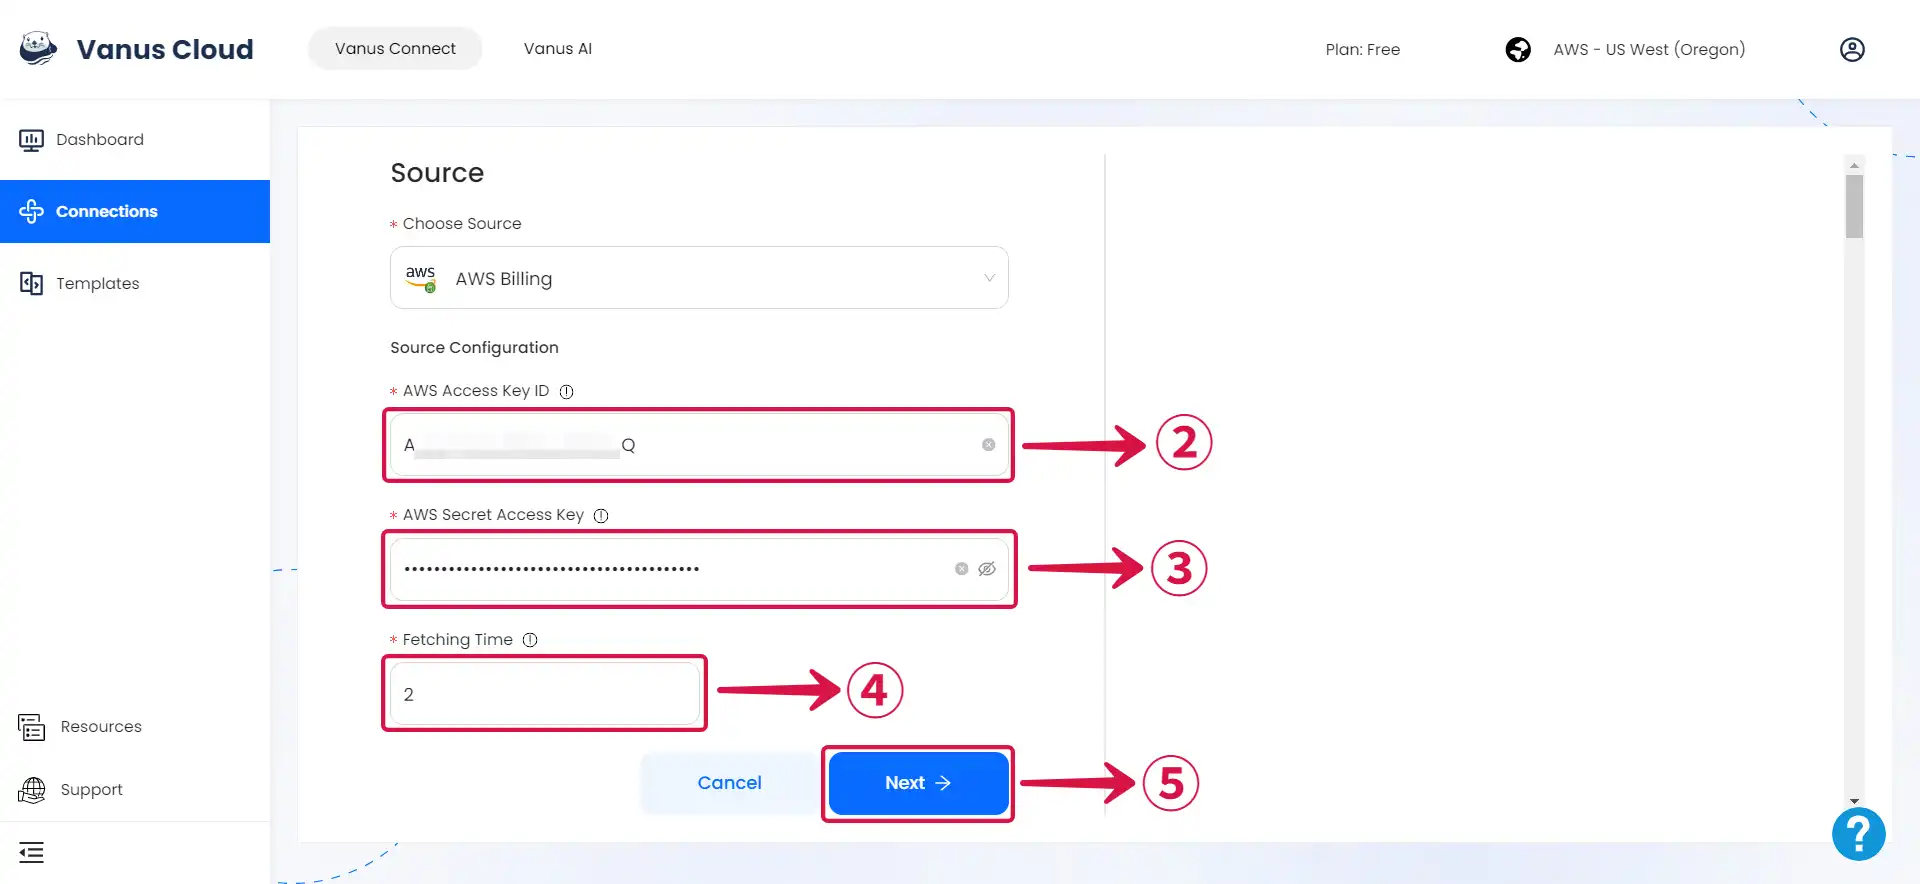 Vanus Cloud
Vanus Connect
Vanus AI
Plan: Free
AWS - US West (Oregon)
Dashboard
Connections
Templates
Resources
Support
Source
* Choose Source
aws AWS Billing
Source Configuration
* AWS Access Key ID
A Q
②
* AWS Secret Access Key
••••••••••••••••••••••••••••••••••••••••
③
* Fetching Time
2
④
Cancel
Next →
⑤
?